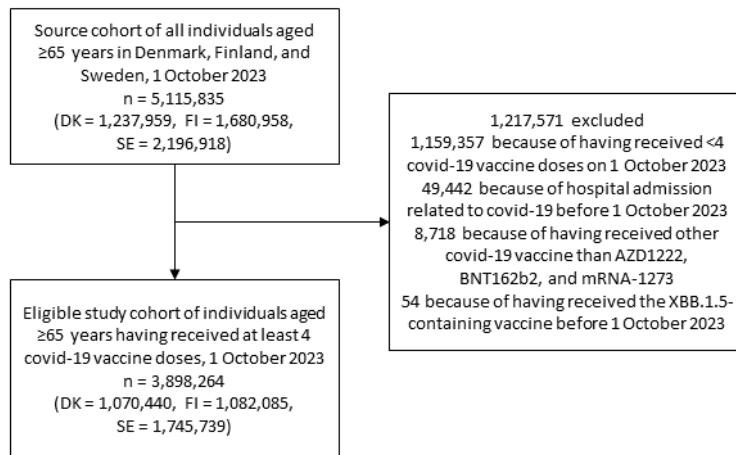 Source cohort of all individuals aged
≥65 years in Denmark, Finland, and
Sweden, 1 October 2023
n = 5,115,835
(DK = 1,237,959, FI = 1,680,958,
SE = 2,196,918)
1,217,571 excluded
1,159,357 because of having received <4
covid-19 vaccine doses on 1 October 2023
49,442 because of hospital admission
related to covid-19 before 1 October 2023
8,718 because of having received other
covid-19 vaccine than AZD1222,
BNT162b2, and mRNA-1273
54 because of having received the XBB.1.5-
containing vaccine before 1 October 2023
Eligible study cohort of individuals aged
≥65 years having received at least 4
covid-19 vaccine doses, 1 October 2023
n = 3,898,264
(DK = 1,070,440, FI = 1,082,085,
SE = 1,745,739)